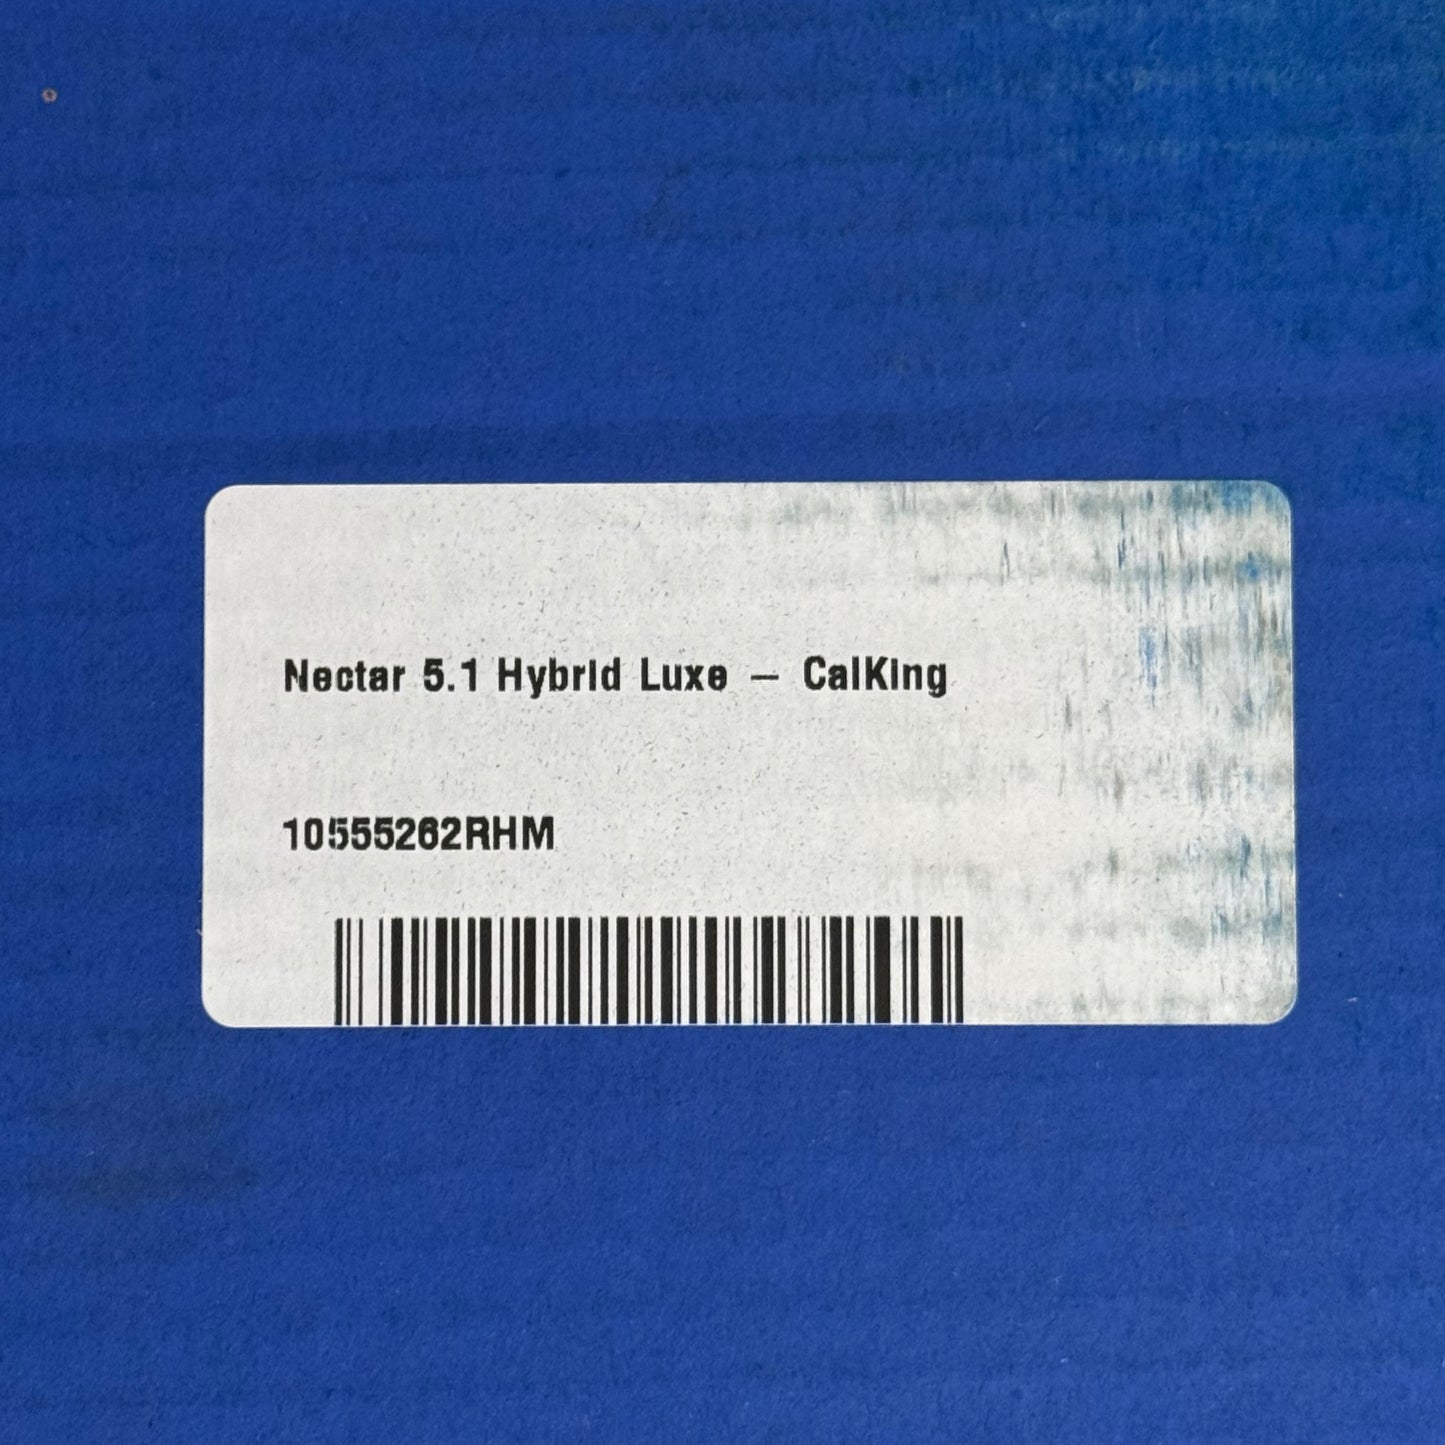 Nectar 5.1 Hybrid Luxe - CalKing
10555262RHM